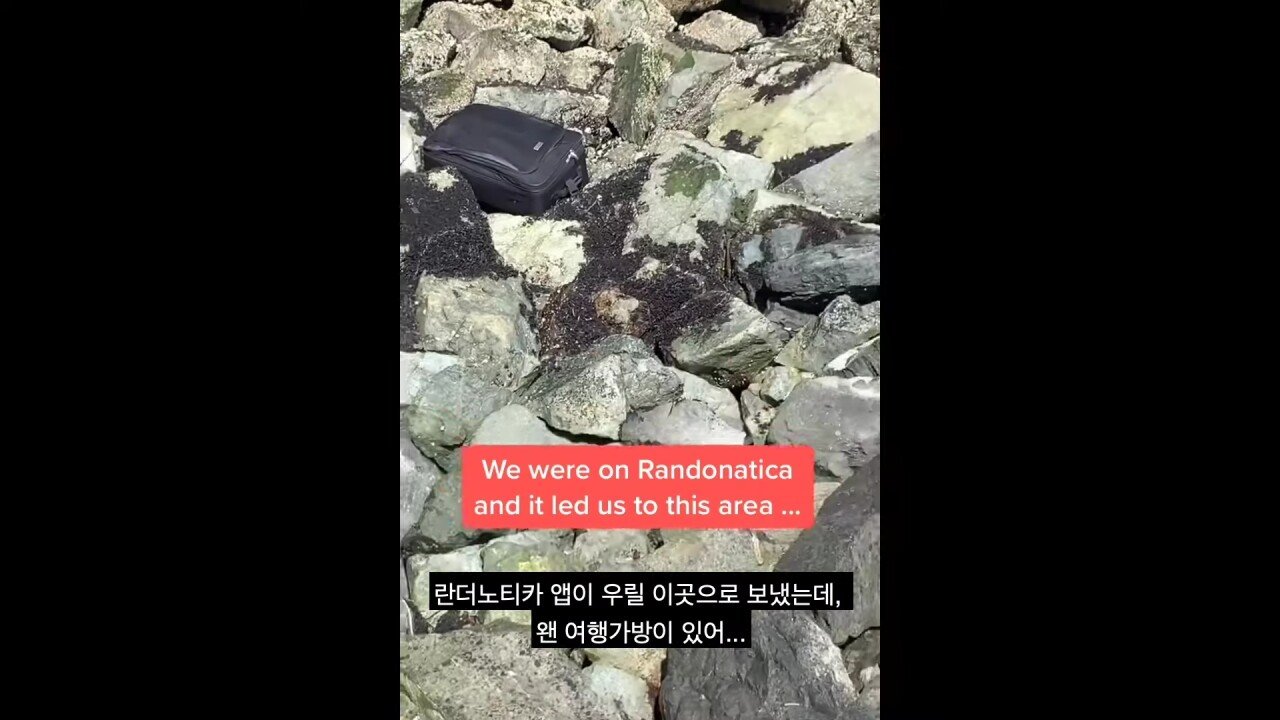 We were on Randonatica
and it led us to this area ...
란더노티카 앱이 우릴 이곳으로 보냈는데,
왠 여행가방이 있어...